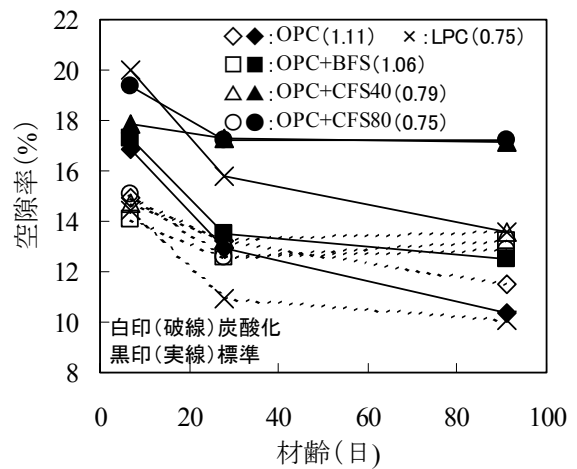 ◇◆:OPC(1.11) ×:LPC(0.75)
□■:OPC+BFS(1.06)
△▲:OPC+CFS40(0.79)
○●:OPC+CFS80(0.75)
22
20
18
16
14
12
10
8
空隙率(%)
白印(破線)炭酸化
黒印(実線)標準
0 20 40 60 80 100
材齢(日)